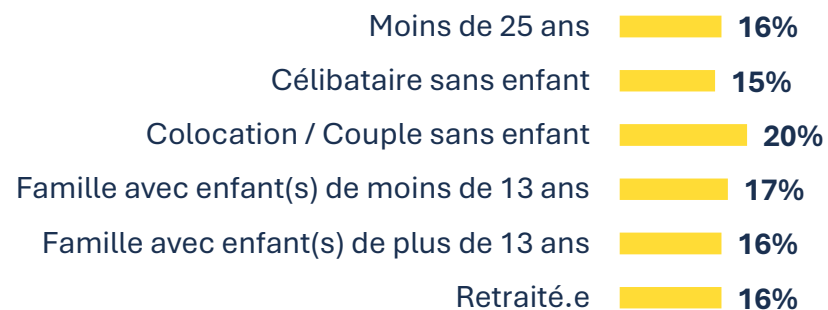 Moins de 25 ans 16%
Célibataire sans enfant 15%
Colocation / Couple sans enfant 20%
Famille avec enfant(s) de moins de 13 ans 17%
Famille avec enfant(s) de plus de 13 ans 16%
Retraité.e 16%